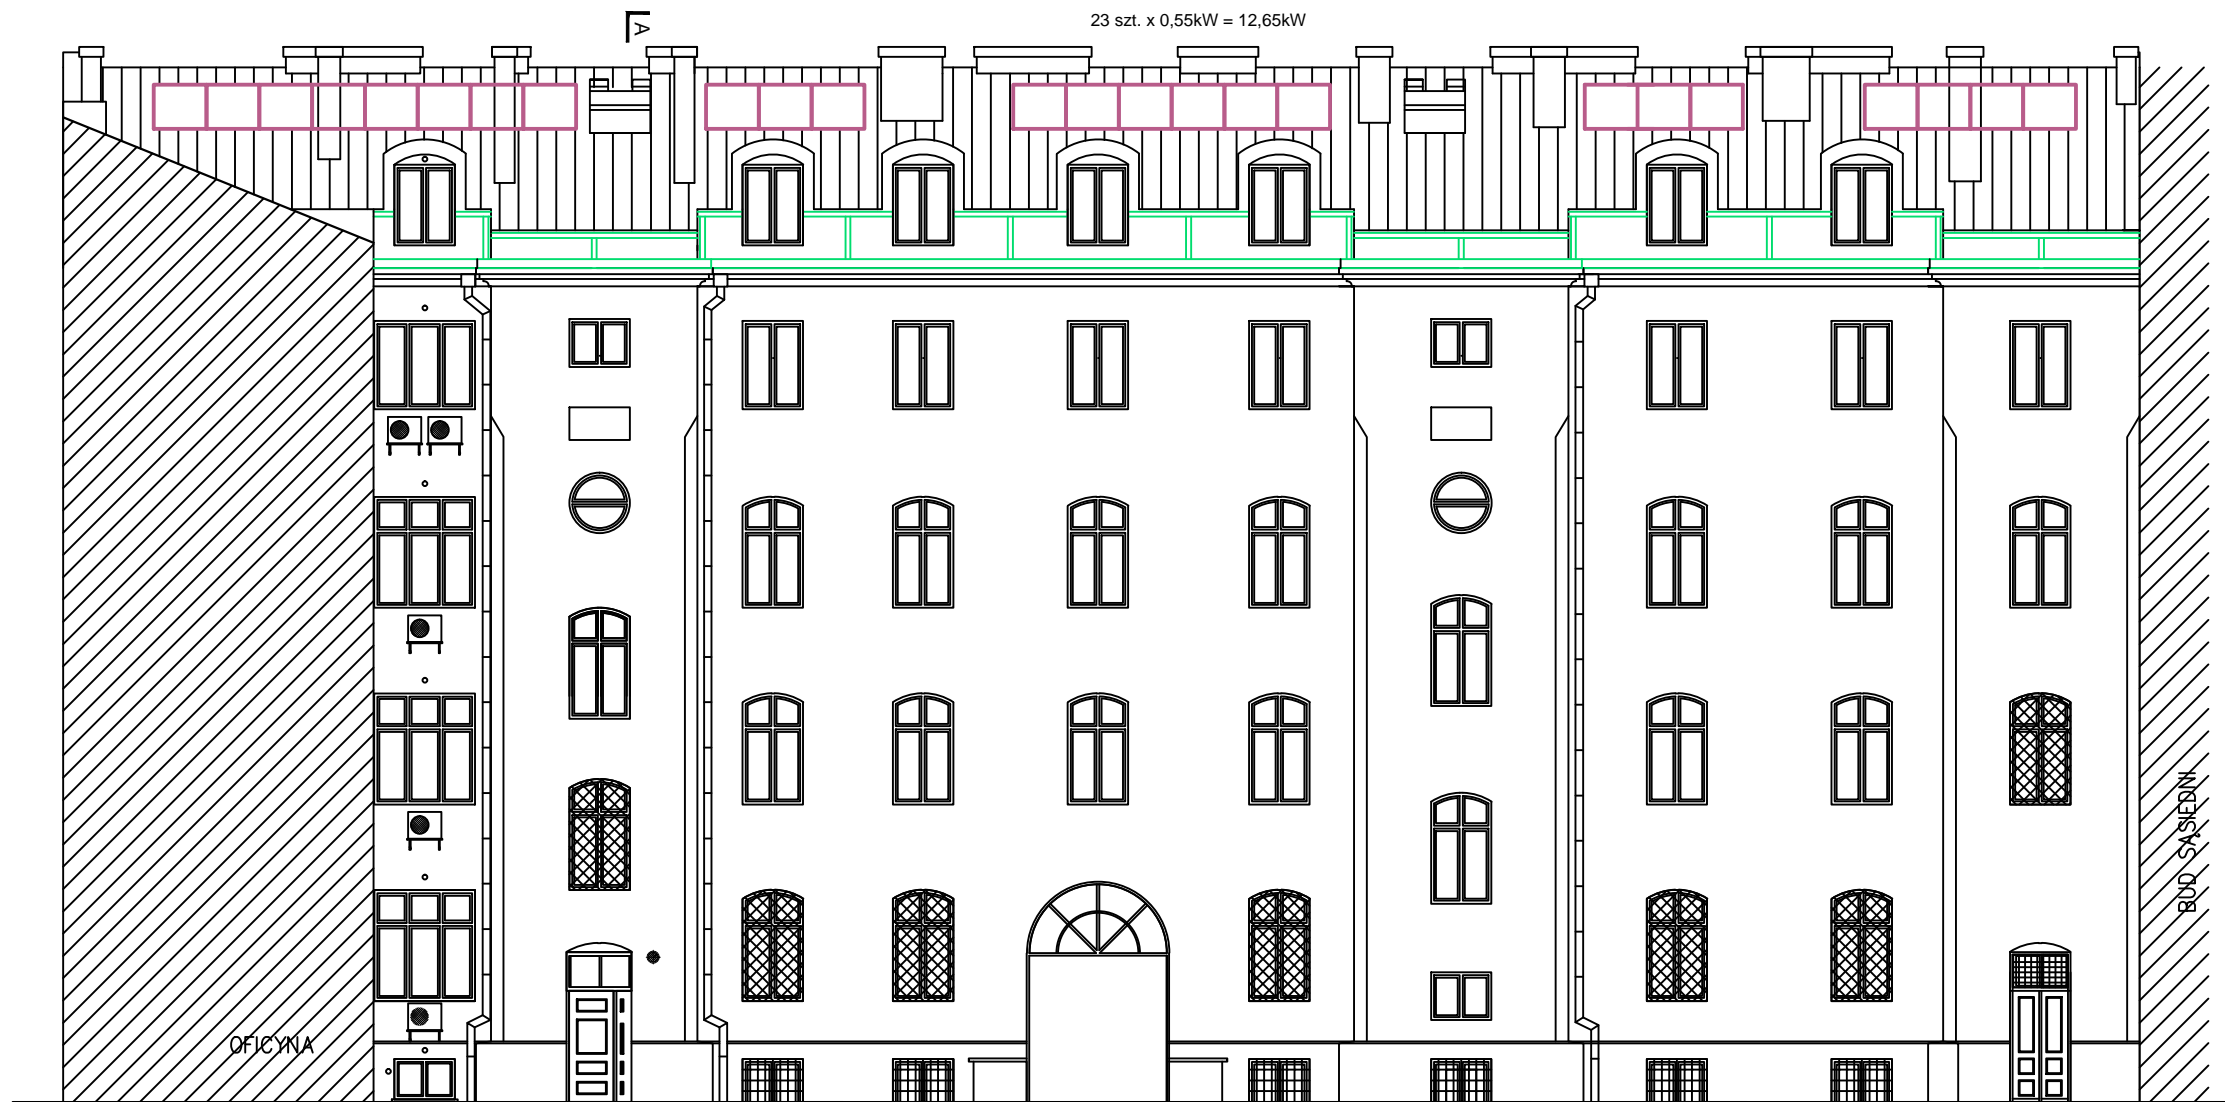 23 szt. x 0,55kW = 12,65kW
A
OFICYNA
BUD SĄSIEDNI